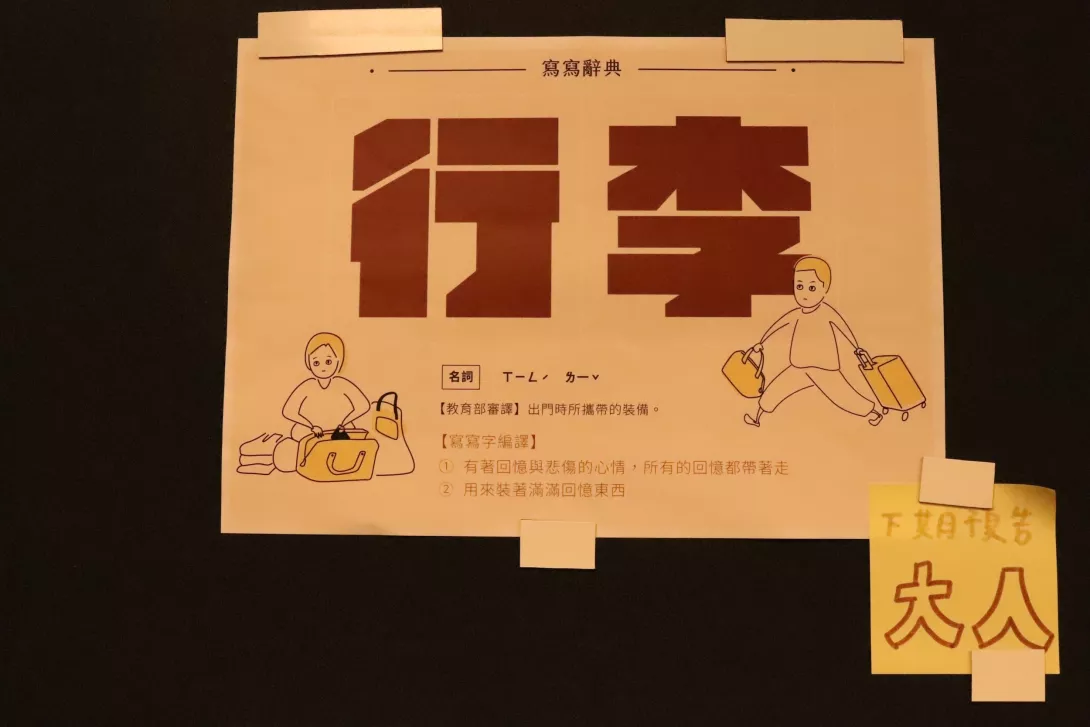 寫寫辭典
行李
名詞 ㄒㄧㄥˊ ㄌㄧˇ
【教育部審譯】出門時所攜帶的裝備。
【寫寫字編譯】
① 有著回憶與悲傷的心情，所有的回憶都帶著走
② 用來裝著滿滿回憶東西
下期預告
大人